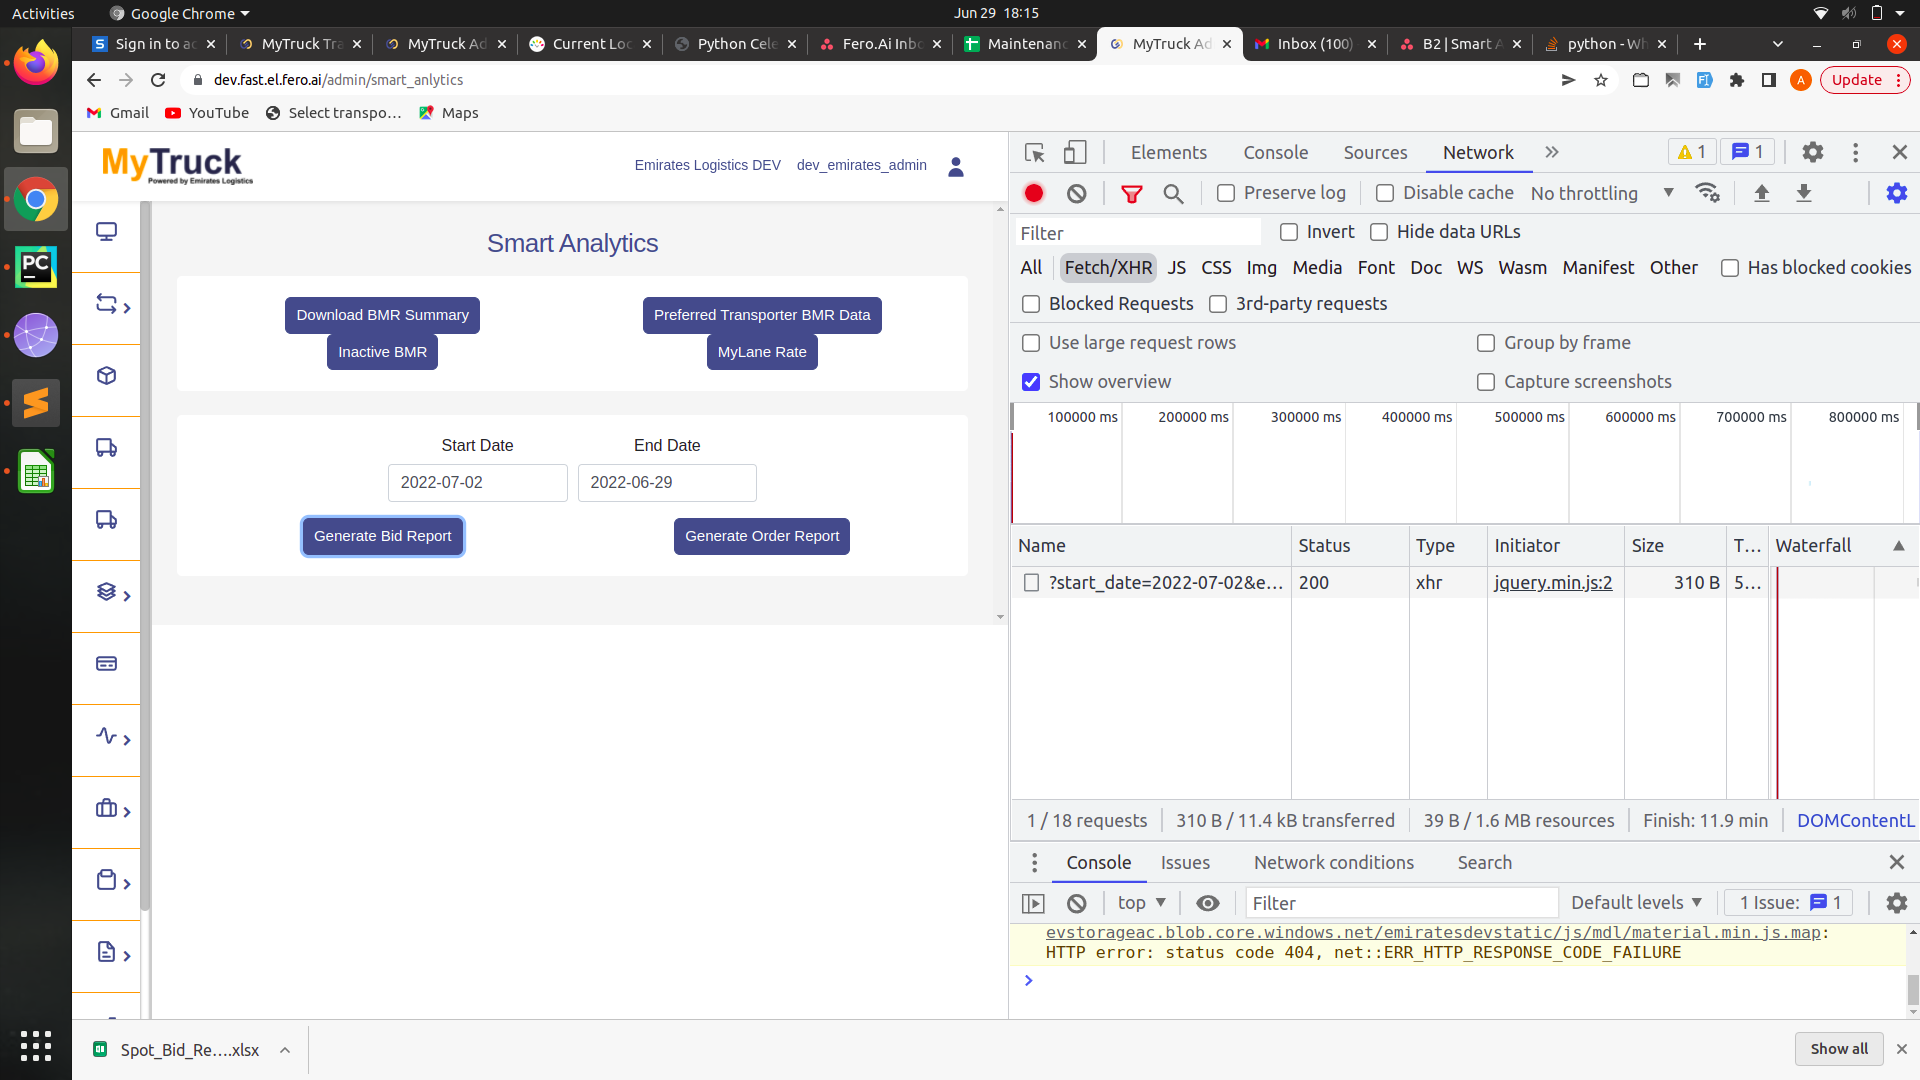 Activities Google Chrome Jun 29 18:15
Sign in to ac MyTruck Tra MyTruck Ad Current Loc Python Cele Fero.Ai Inbo Maintenanc MyTruck Ad Inbox (100) B2 | Smart A python - Wh
dev.fast.el.fero.ai/admin/smart_anlytics Update
Gmail YouTube Select transpo… Maps
MyTruck
Powered by Emirates Logistics
Emirates Logistics DEV dev_emirates_admin
Smart Analytics
Download BMR Summary Preferred Transporter BMR Data
Inactive BMR MyLane Rate
Start Date End Date
2022-07-02 2022-06-29
Generate Bid Report Generate Order Report
Elements Console Sources Network 1 1
Preserve log Disable cache No throttling
Filter Invert Hide data URLs
All Fetch/XHR JS CSS Img Media Font Doc WS Wasm Manifest Other Has blocked cookies
Blocked Requests 3rd-party requests
Use large request rows Group by frame
Show overview Capture screenshots
100000 ms 200000 ms 300000 ms 400000 ms 500000 ms 600000 ms 700000 ms 800000 ms
Name Status Type Initiator Size T… Waterfall
?start_date=2022-07-02&e… 200 xhr jquery.min.js:2 310 B 5…
1 / 18 requests 310 B / 11.4 kB transferred 39 B / 1.6 MB resources Finish: 11.9 min DOMContentL
Console Issues Network conditions Search
top Filter Default levels 1 Issue: 1
evstorageac.blob.core.windows.net/emiratesdevstatic/js/mdl/material.min.js.map:
HTTP error: status code 404, net::ERR_HTTP_RESPONSE_CODE_FAILURE
Spot_Bid_Re….xlsx Show all